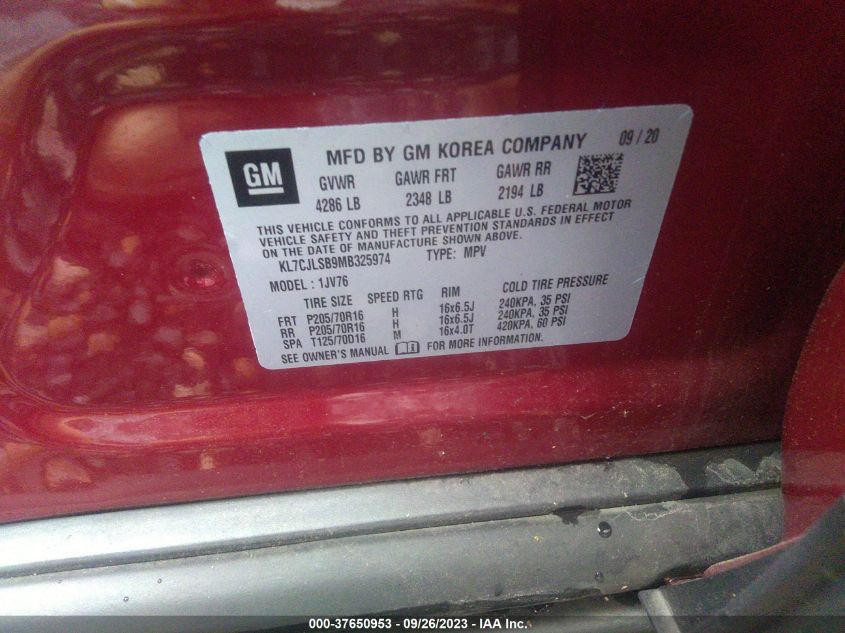 GM
MFD BY GM KOREA COMPANY 09 / 20
GVWR GAWR FRT GAWR RR
4286 LB 2348 LB 2194 LB
THIS VEHICLE CONFORMS TO ALL APPLICABLE U.S. FEDERAL MOTOR
VEHICLE SAFETY AND THEFT PREVENTION STANDARDS IN EFFECT
ON THE DATE OF MANUFACTURE SHOWN ABOVE.
KL7CJLSB9MB325974 TYPE: MPV
MODEL : 1JV76
TIRE SIZE SPEED RTG RIM COLD TIRE PRESSURE
FRT P205/70R16 H 16x6.5J 240KPA, 35 PSI
RR P205/70R16 H 16x6.5J 240KPA, 35 PSI
SPA T125/70D16 M 16x4.0T 420KPA, 60 PSI
SEE OWNER'S MANUAL FOR MORE INFORMATION.
000-37650953 - 09/26/2023 - IAA Inc.